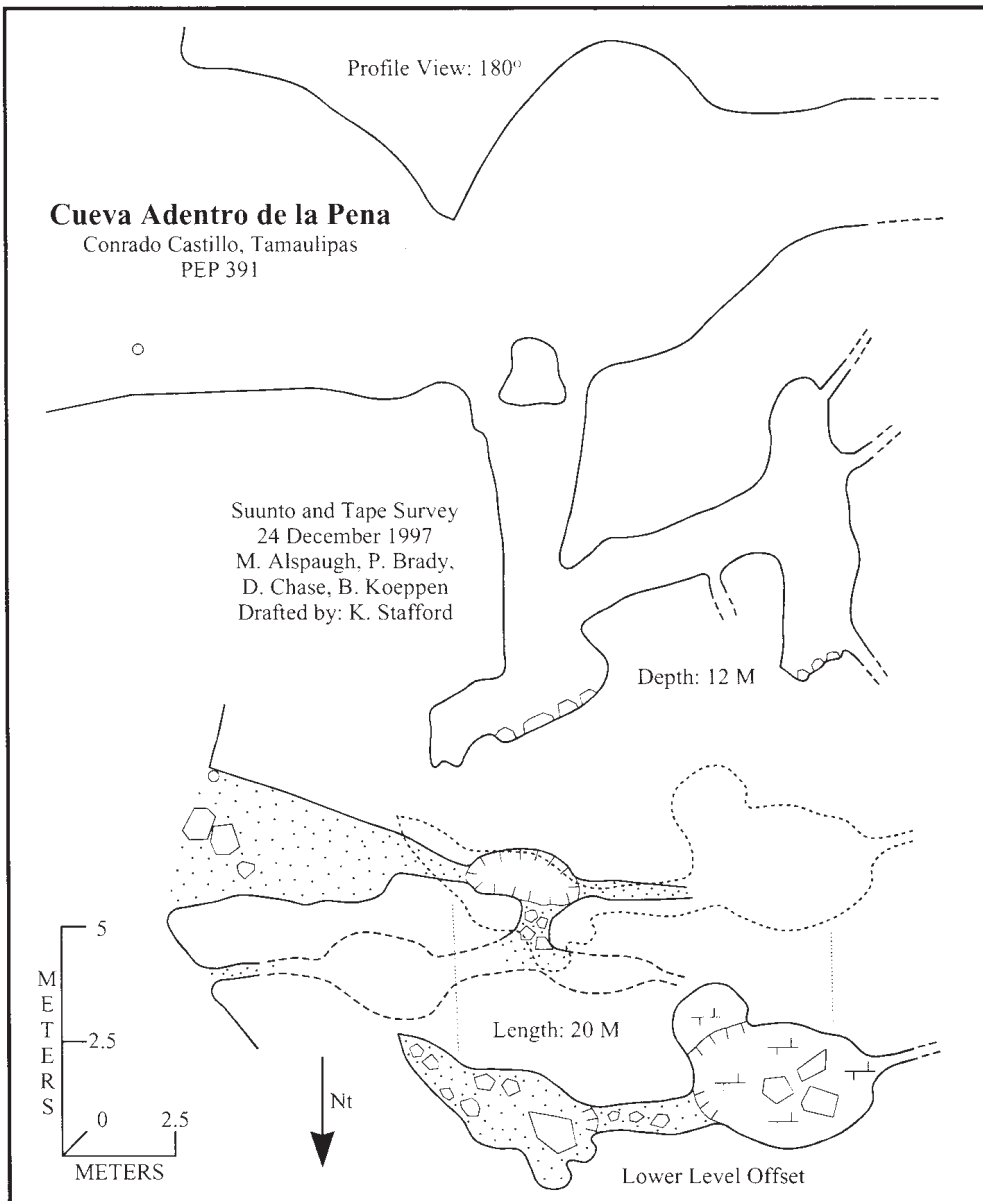 Profile View: 180°
Cueva Adentro de la Pena
Conrado Castillo, Tamaulipas
PEP 391
Suunto and Tape Survey
24 December 1997
M. Alspaugh, P. Brady,
D. Chase, B. Koeppen
Drafted by: K. Stafford
Depth: 12 M
5
METERS
2.5
0 2.5
METERS
Nt
Length: 20 M
Lower Level Offset